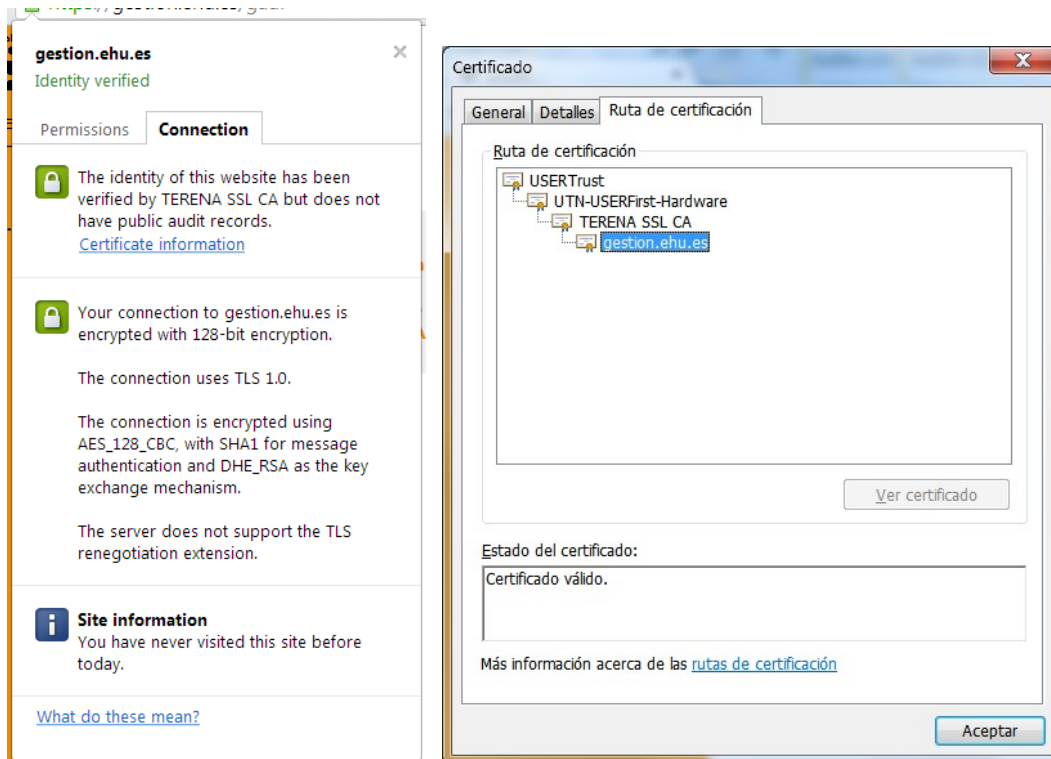 gestion.ehu.es
Identity verified
Permissions
Connection
The identity of this website has been
verified by TERENA SSL CA but does not
have public audit records.
Certificate information
Your connection to gestion.ehu.es is
encrypted with 128-bit encryption.
The connection uses TLS 1.0.
The connection is encrypted using
AES_128_CBC, with SHA1 for message
authentication and DHE_RSA as the key
exchange mechanism.
The server does not support the TLS
renegotiation extension.
Site information
You have never visited this site before
today.
What do these mean?
Certificado
General
Detalles
Ruta de certificación
Ruta de certificación
USERTrust
UTN-USERFirst-Hardware
TERENA SSL CA
gestion.ehu.es
Ver certificado
Estado del certificado:
Certificado válido.
Más información acerca de las rutas de certificación
Aceptar